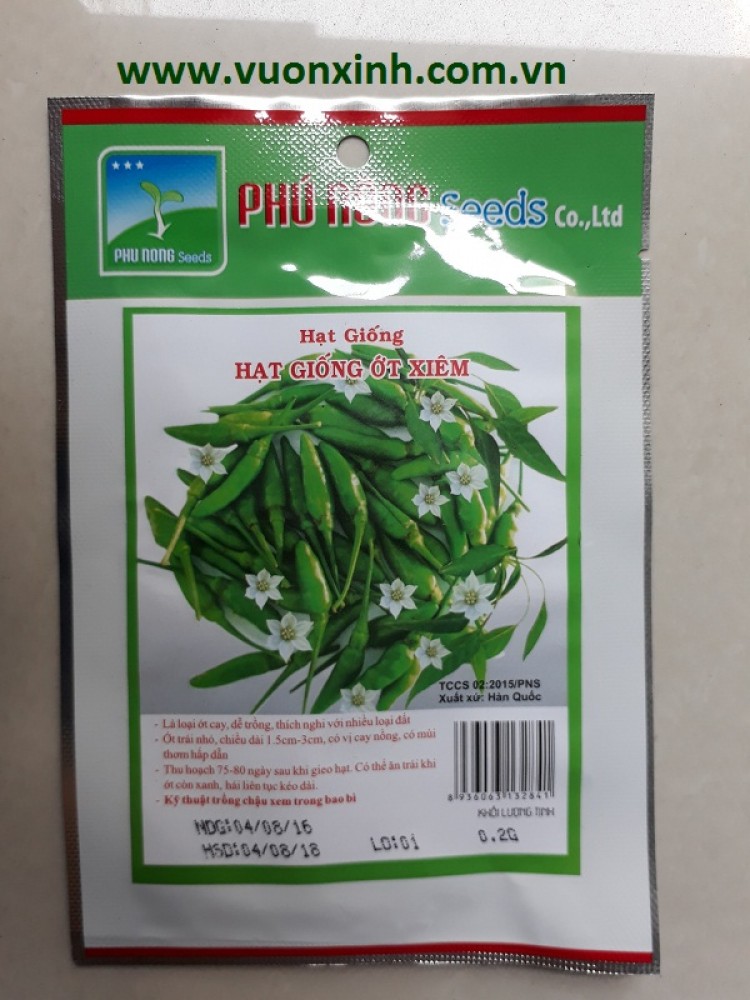 www.vuonxinh.com.vn
PHÚ NÔNG Seeds Co.,Ltd
PHU NONG Seeds
Hạt Giống
HẠT GIỐNG ỚT XIÊM
TCCS 02:2015/PNS
Xuất xứ: Hàn Quốc
- Là loại ớt cay, dễ trồng, thích nghi với nhiều loại đất
- Ớt trái nhỏ, chiều dài 1.5cm-3cm, có vị cay nồng, có mùi
thơm hấp dẫn
- Thu hoạch 75-80 ngày sau khi gieo hạt. Có thể ăn trái khi
ớt còn xanh, hái liên tục kéo dài.
- Kỹ thuật trồng chậu xem trong bao bì
8 936063 132841
KHỐI LƯỢNG TỊNH
0.2G
NDG:04/08/16
HSD:04/08/18
LO:01